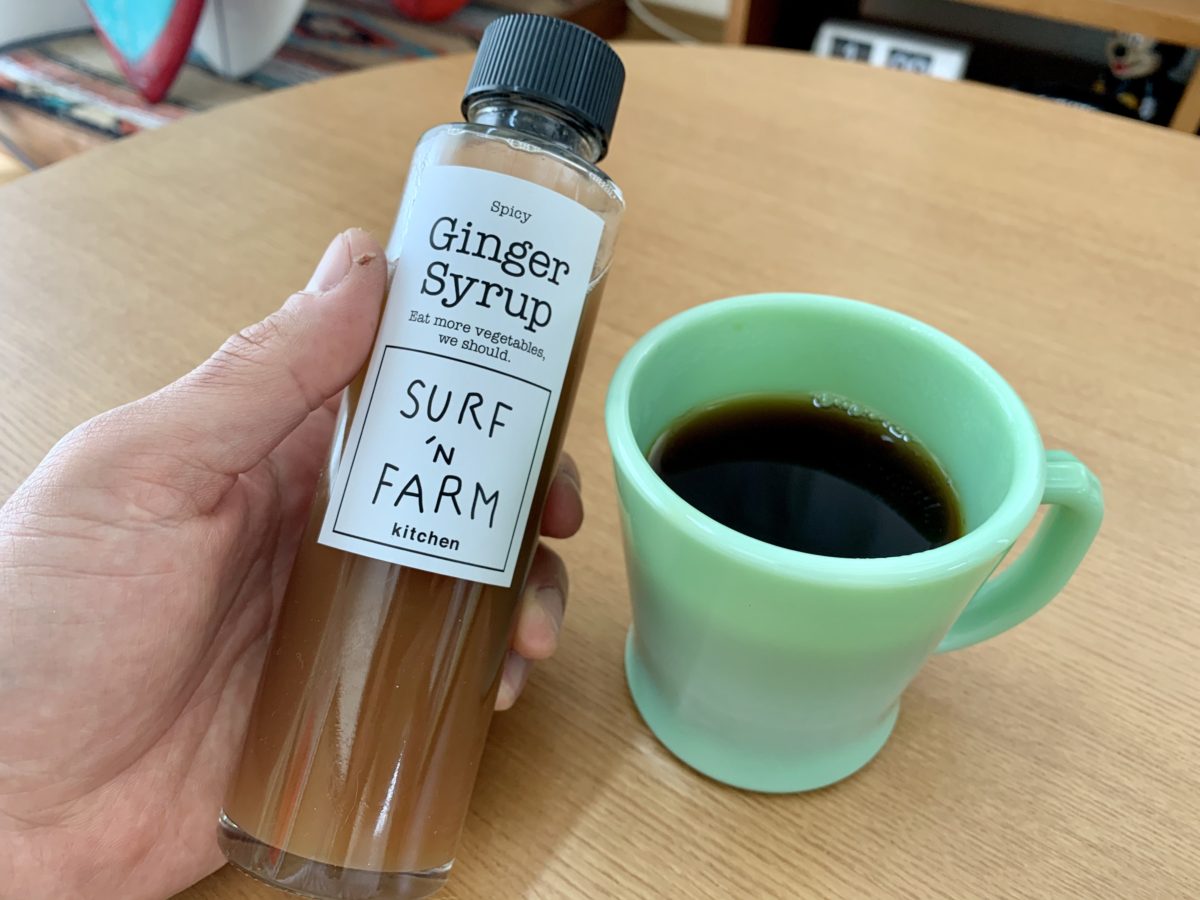 Spicy
Ginger
Syrup
Eat more vegetables,
we should.
SURF
'N
FARM
kitchen